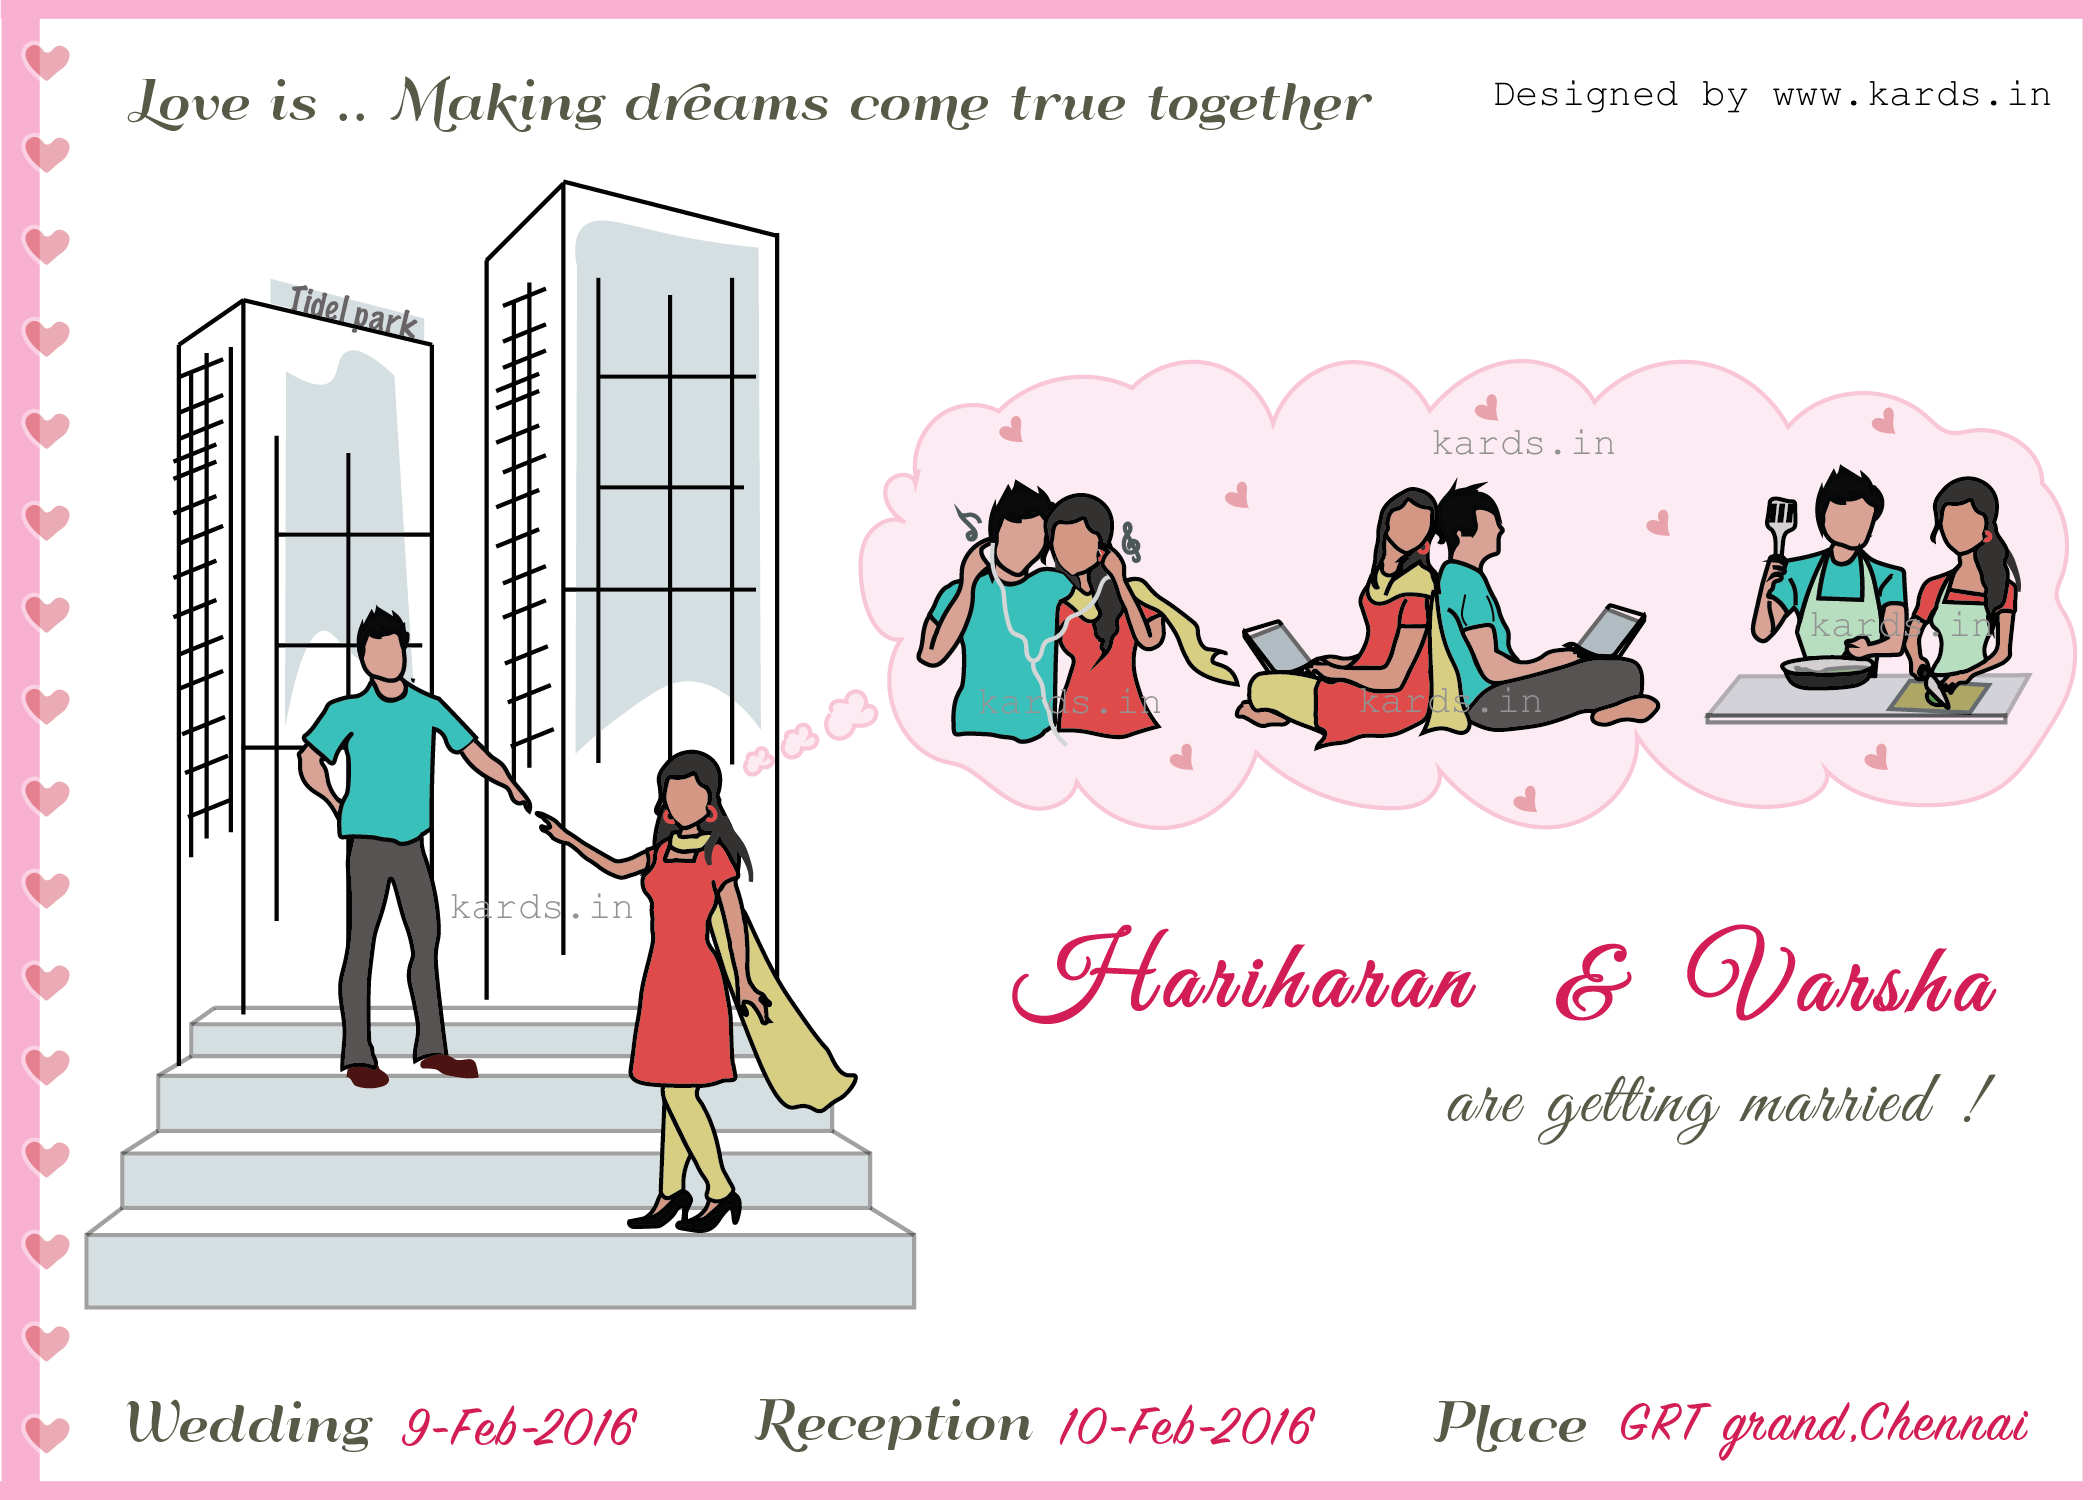 Love is .. Making dreams come true together
Designed by www.kards.in
Tidel park
kards.in
kards.in
kards.in
kards.in
kards.in
Hariharan & Varsha
are getting married !
Wedding 9-Feb-2016
Reception 10-Feb-2016
Place GRT grand,Chennai